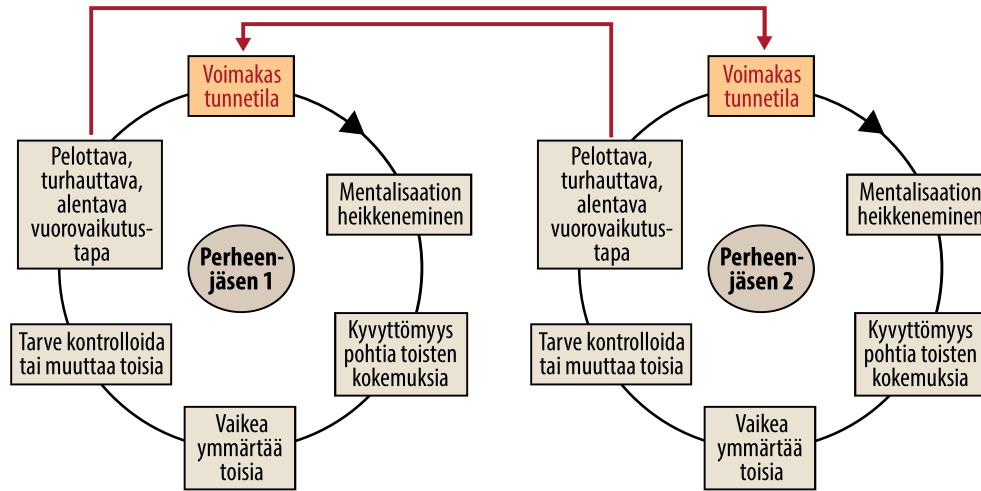 Voimakas
tunnetila
Mentalisaation
heikkeneminen
Kyvyttömyys
pohtia toisten
kokemuksia
Vaikea
ymmärtää
toisia
Tarve kontrolloida
tai muuttaa toisia
Pelottava,
turhauttava,
alentava
vuorovaikutus-
tapa
Perheen-
jäsen 1
Voimakas
tunnetila
Mentalisaation
heikkeneminen
Kyvyttömyys
pohtia toisten
kokemuksia
Vaikea
ymmärtää
toisia
Tarve kontrolloida
tai muuttaa toisia
Pelottava,
turhauttava,
alentava
vuorovaikutus-
tapa
Perheen-
jäsen 2